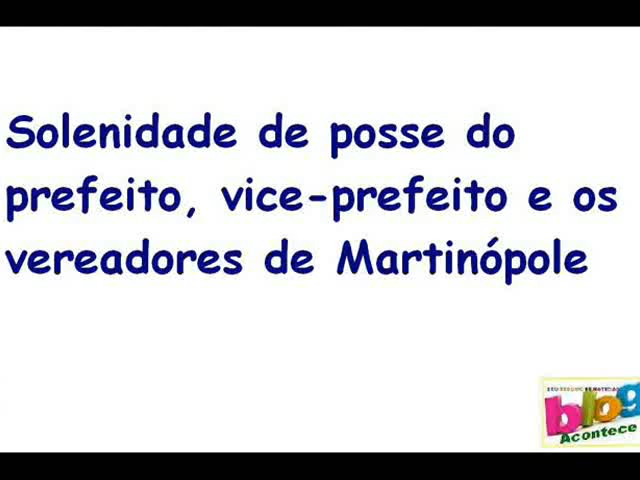 Solenidade de posse do
prefeito, vice-prefeito e os
vereadores de Martinópole
blog
Acontece